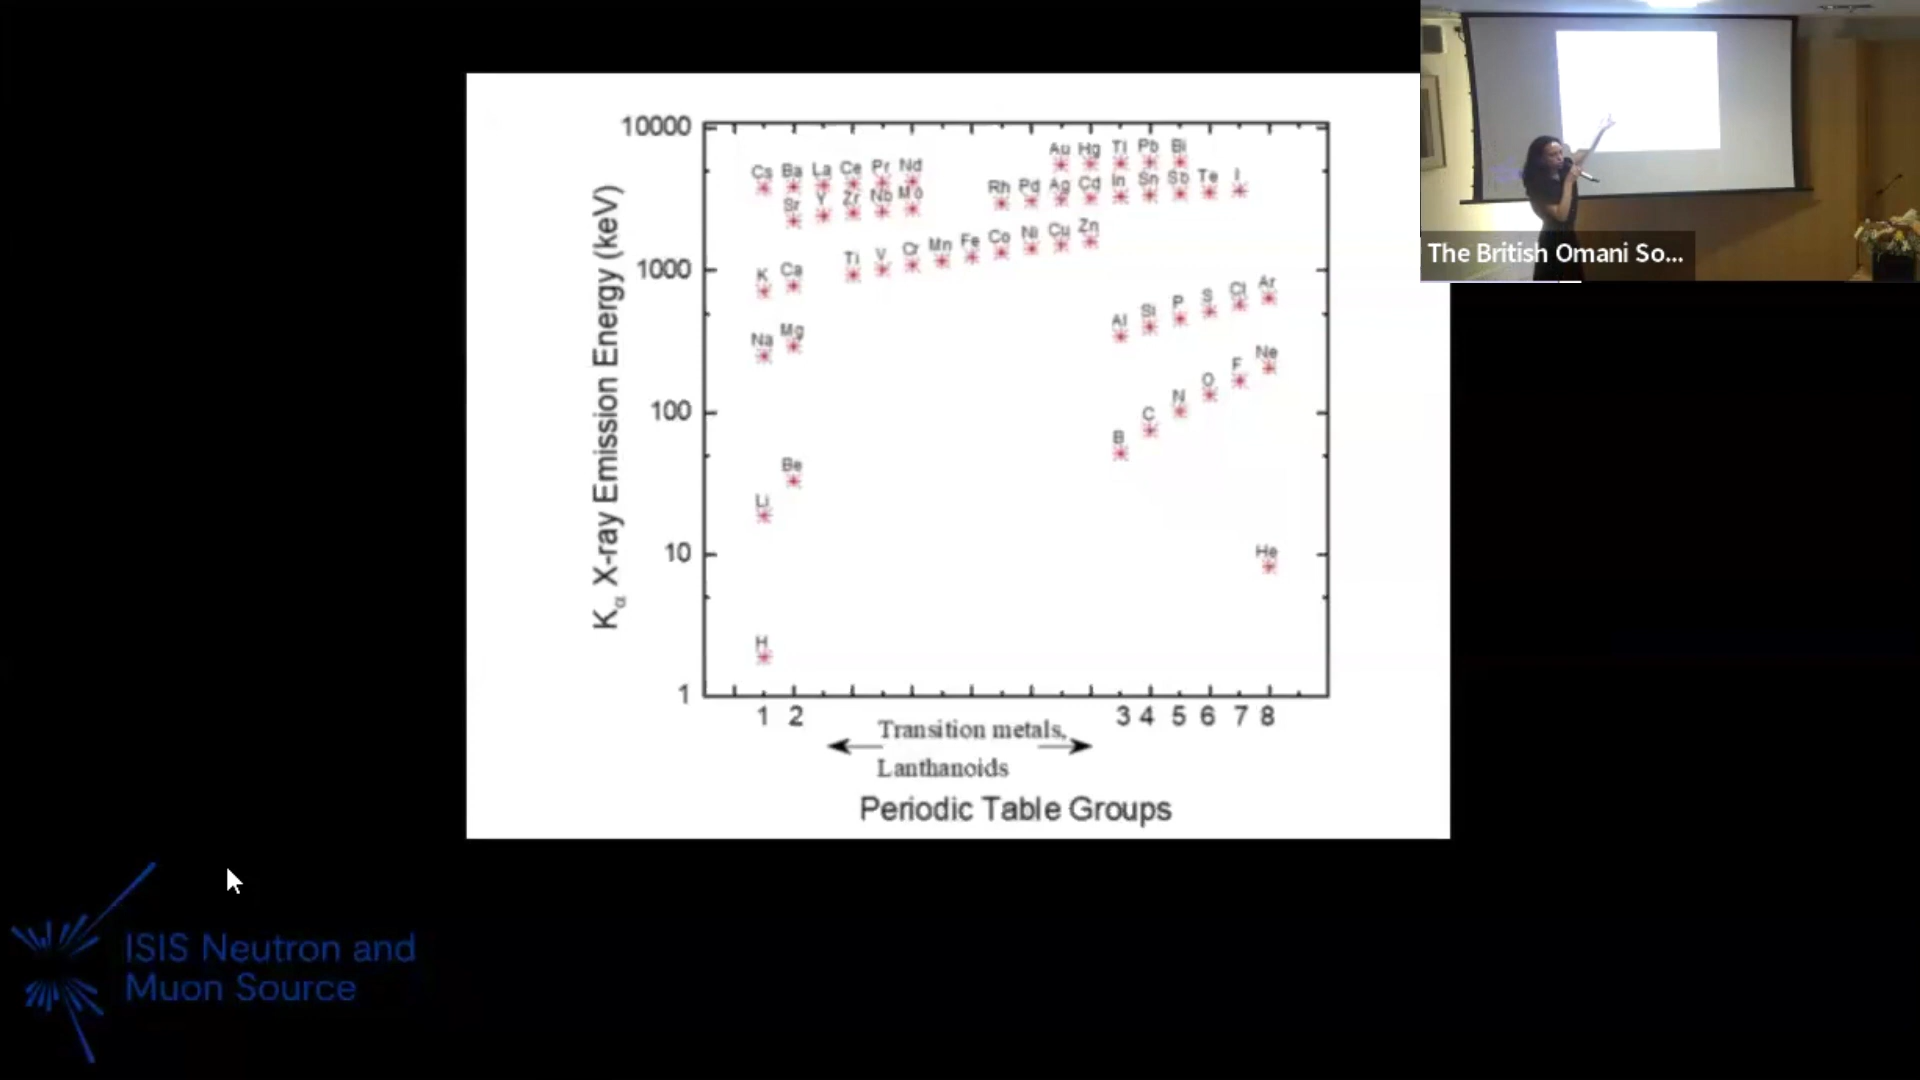 10000
1000
100
10
1
Kα X-ray Emission Energy (keV)
Au Hg Tl Pb Bi
Cs Ba La Ce Pr Nd
Rh Pd Ag Cd In Sn Sb Te I
Sr Y Zr Nb Mo
Ti V Cr Mn Fe Co Ni Cu Zn
K Ca
Al Si P S Cl Ar
Na Mg
B C N O F Ne
Li Be
He
H
1 2 3 4 5 6 7 8
Transition metals,
Lanthanoids
Periodic Table Groups
The British Omani So...
ISIS Neutron and
Muon Source